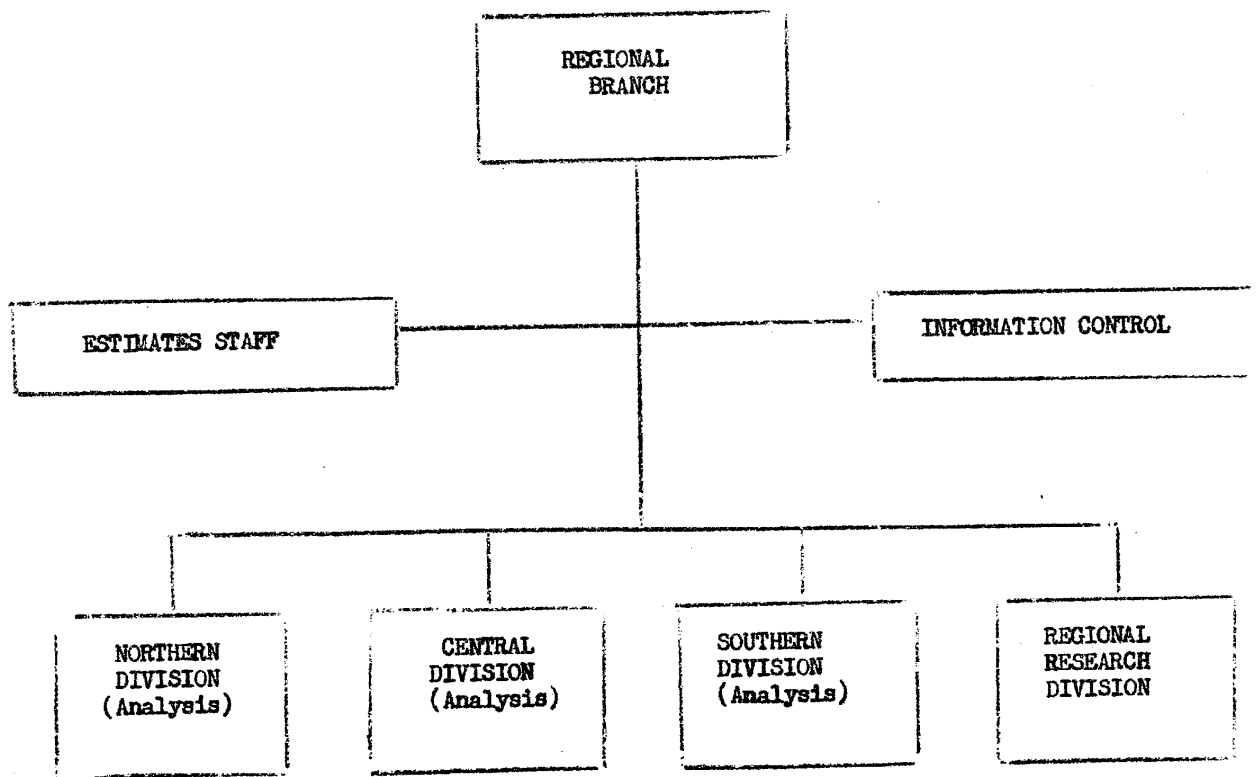 REGIONAL
BRANCH
ESTIMATES STAFF
INFORMATION CONTROL
NORTHERN
DIVISION
(Analysis)
CENTRAL
DIVISION
(Analysis)
SOUTHERN
DIVISION
(Analysis)
REGIONAL
RESEARCH
DIVISION